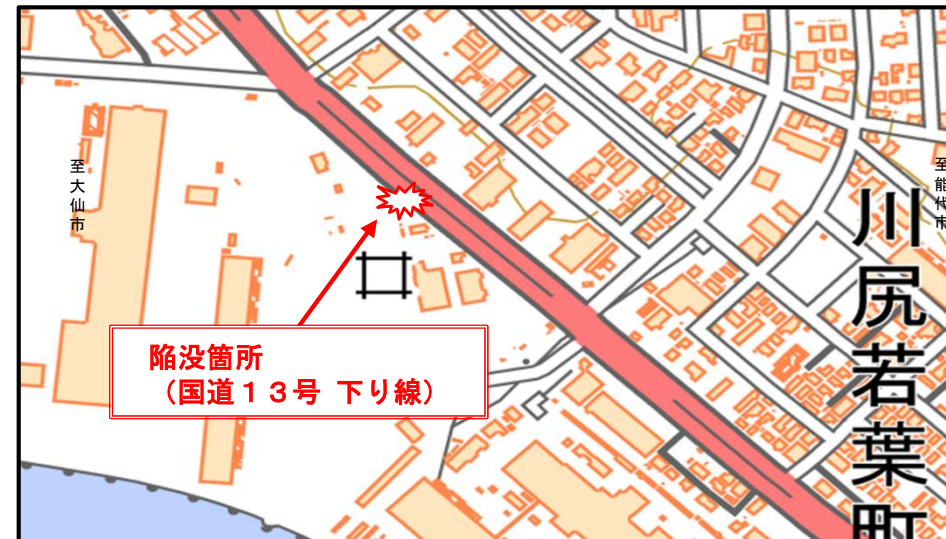 至大仙市
至能代市
陥没箇所
（国道１３号 下り線）
川尻若葉町